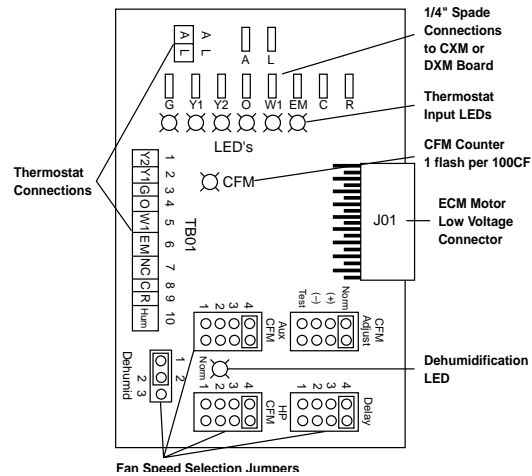 1/4" Spade
Connections
to CXM or
DXM Board
A L
A L
A L
G Y1 Y2 O W1 EM C R
Thermostat
Input LEDs
LED's
CFM
CFM Counter
1 flash per 100CF
Thermostat
Connections
Y2 1
Y1 2
G 3
O 4
W1 5
EM 6
NC 7
C 8
R 9
Hum 10
TB01
J01
ECM Motor
Low Voltage
Connector
1 2 3 4
Aux
CFM
Test (–) (+) Norm
CFM
Adjust
Dehumid
1
2 2
3
Norm
Dehumidification
LED
1 2 3 4
HP
CFM
1 2 3 4
Delay
Fan Speed Selection Jumpers